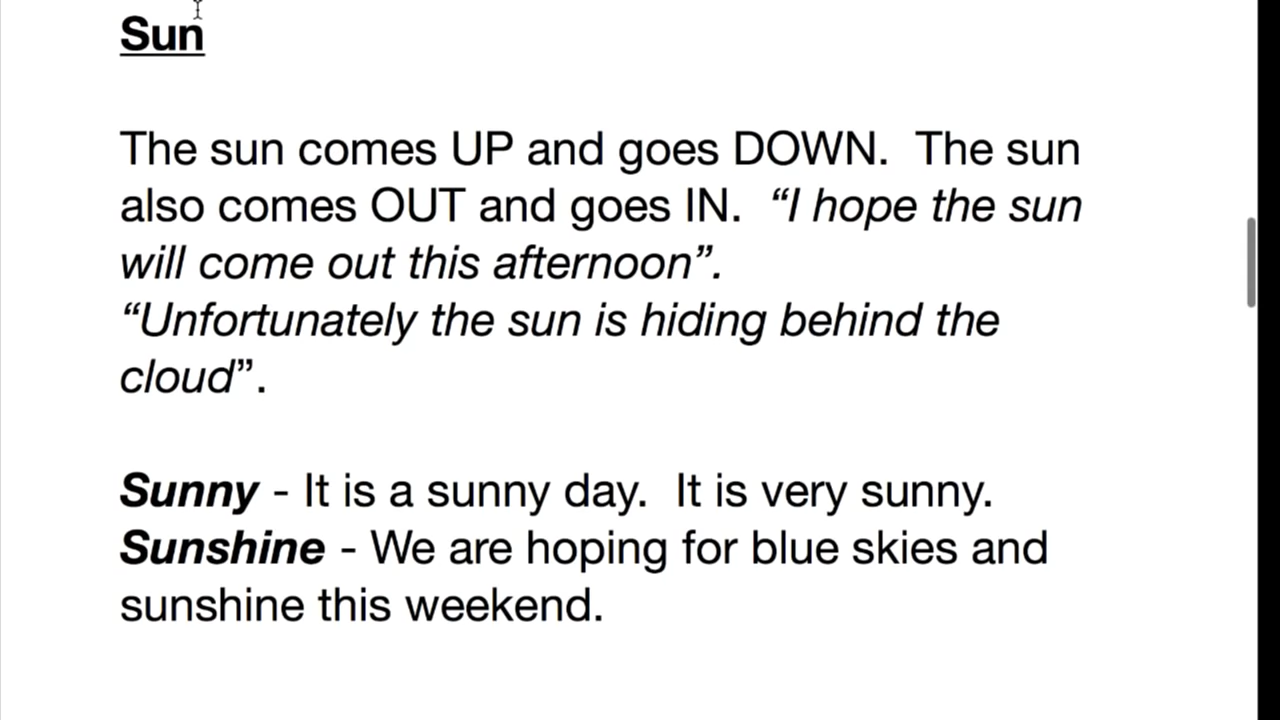 Sun
The sun comes UP and goes DOWN.  The sun
also comes OUT and goes IN.  “I hope the sun
will come out this afternoon”.
“Unfortunately the sun is hiding behind the
cloud”.
Sunny - It is a sunny day.  It is very sunny.
Sunshine - We are hoping for blue skies and
sunshine this weekend.